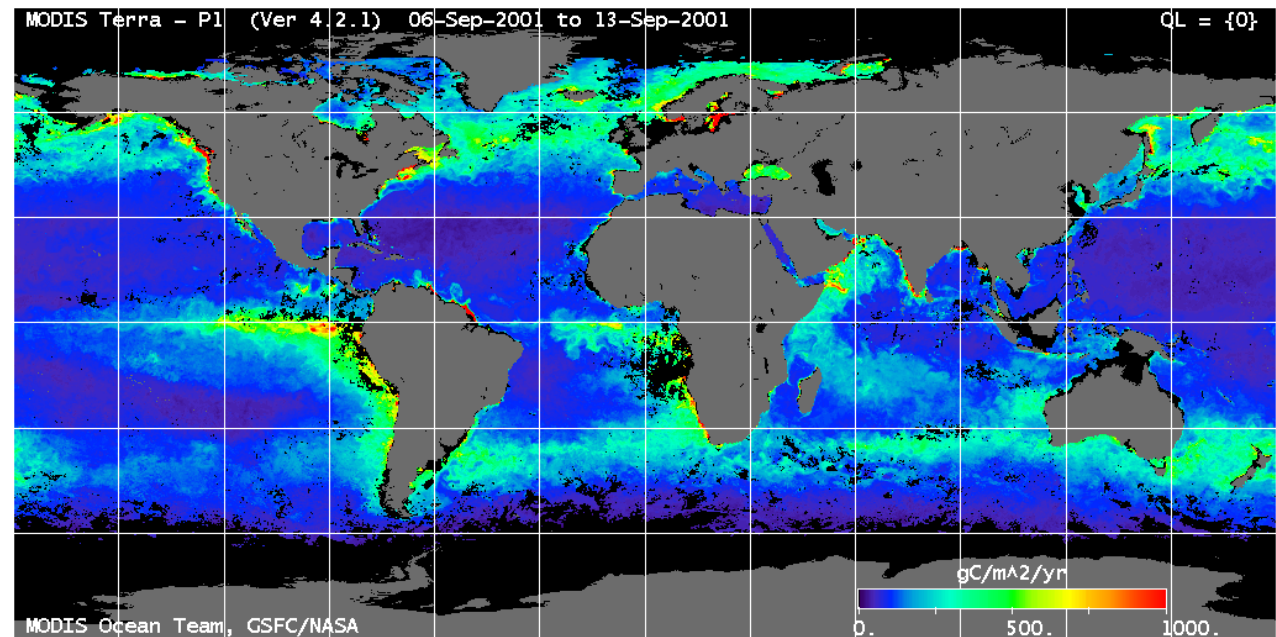 MODIS Terra - P1 (Ver 4.2.1) 06-Sep-2001 to 13-Sep-2001 QL = {0}
gC/m^2/yr
0. 500. 1000.
MODIS Ocean Team, GSFC/NASA